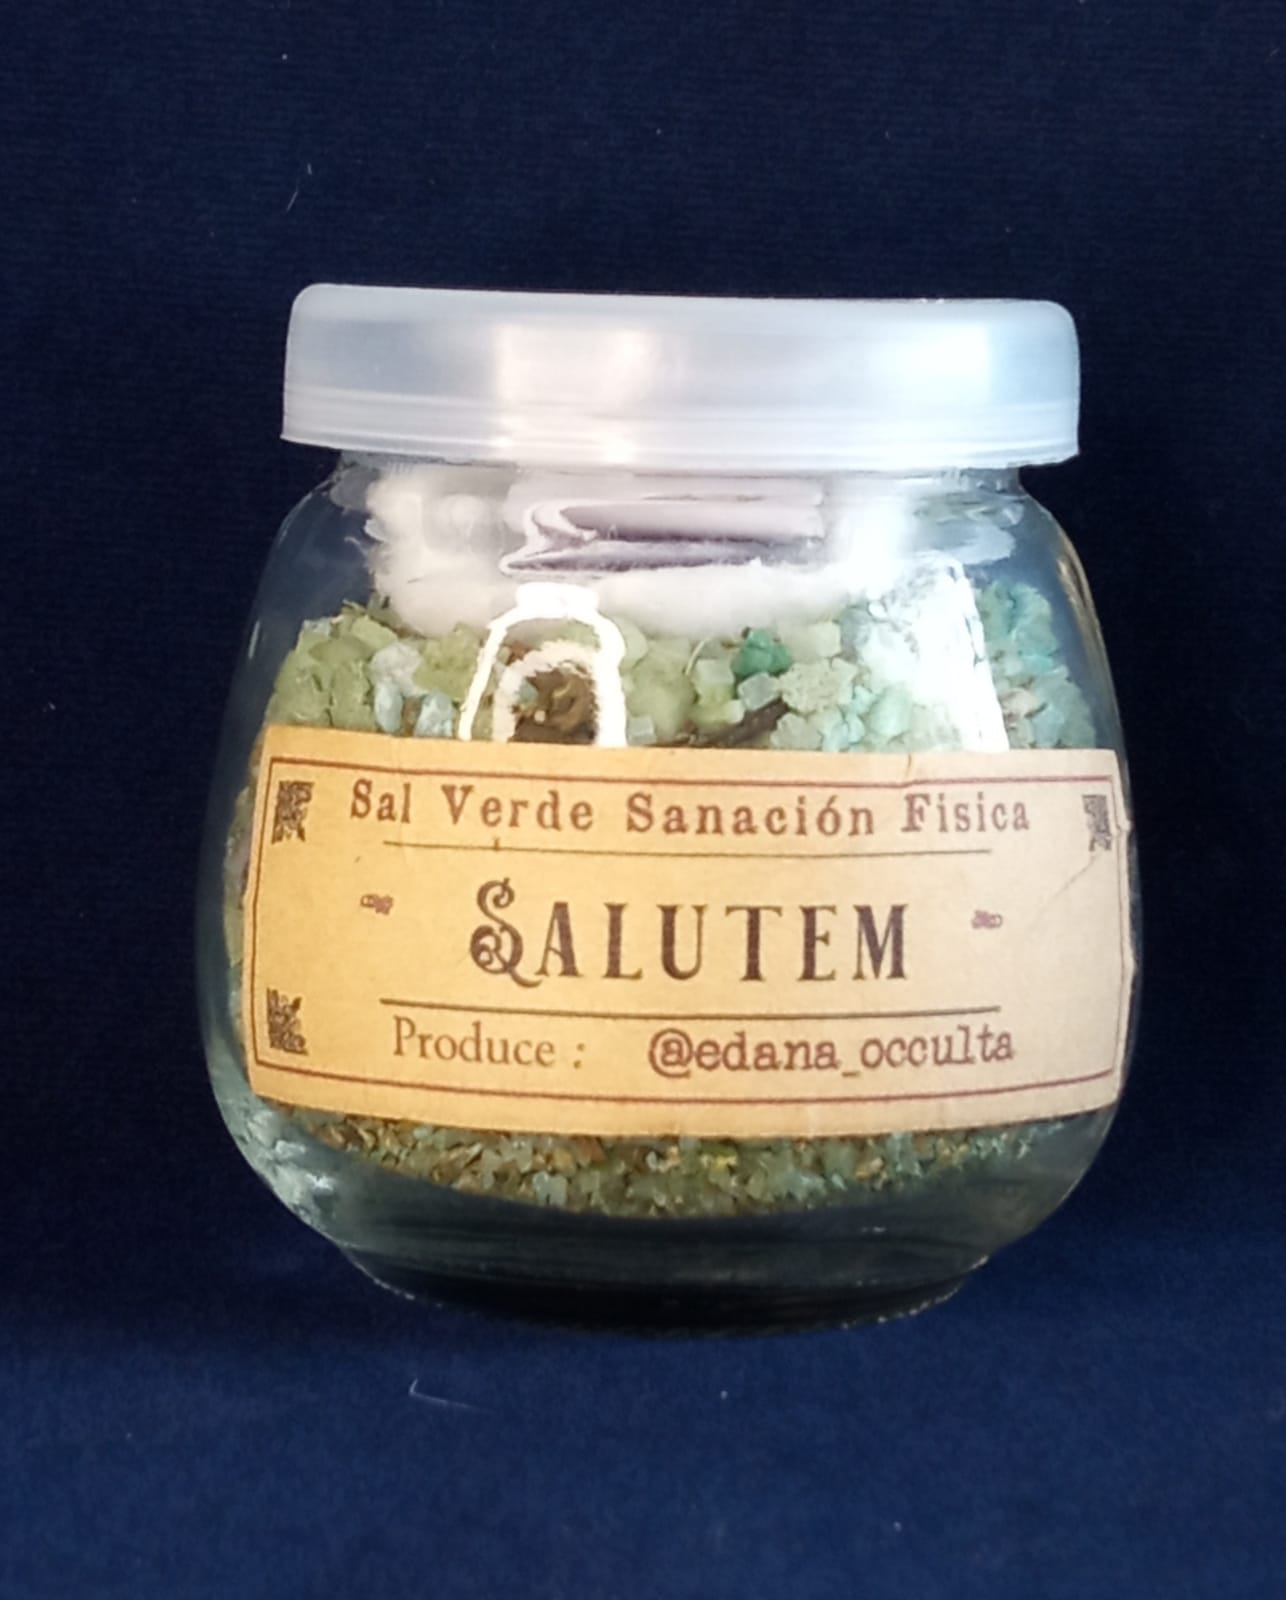 Sal Verde Sanación Fisica
SALUTEM
Produce : @edana_occulta